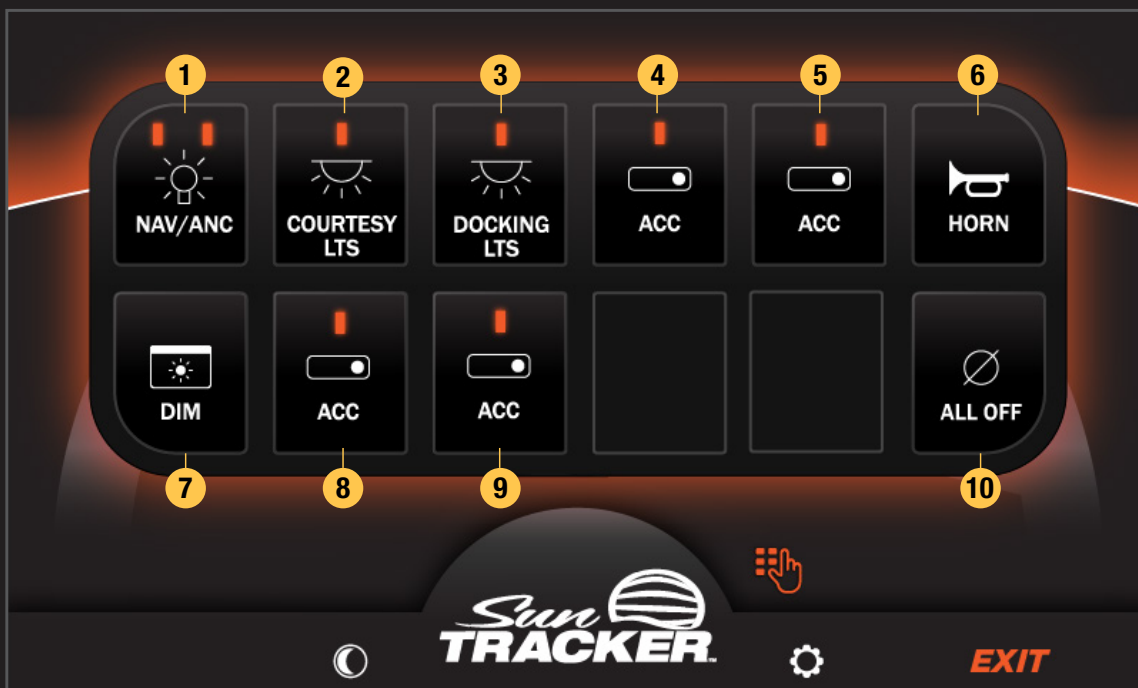 1
2
3
4
5
6
NAV/ANC
COURTESY
LTS
DOCKING
LTS
ACC
ACC
HORN
DIM
ACC
ACC
ALL OFF
7
8
9
10
Sun
TRACKER™
EXIT